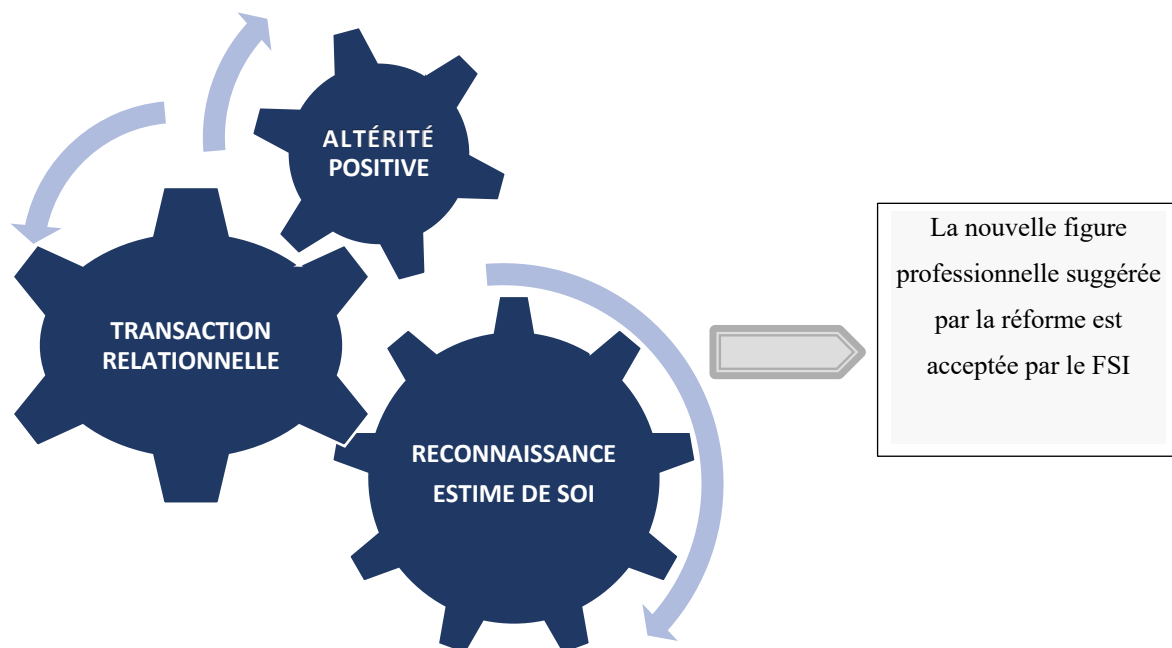 ALTÉRITÉ
POSITIVE
TRANSACTION
RELATIONNELLE
RECONNAISSANCE
ESTIME DE SOI
La nouvelle figure
professionnelle suggérée
par la réforme est
acceptée par le FSI